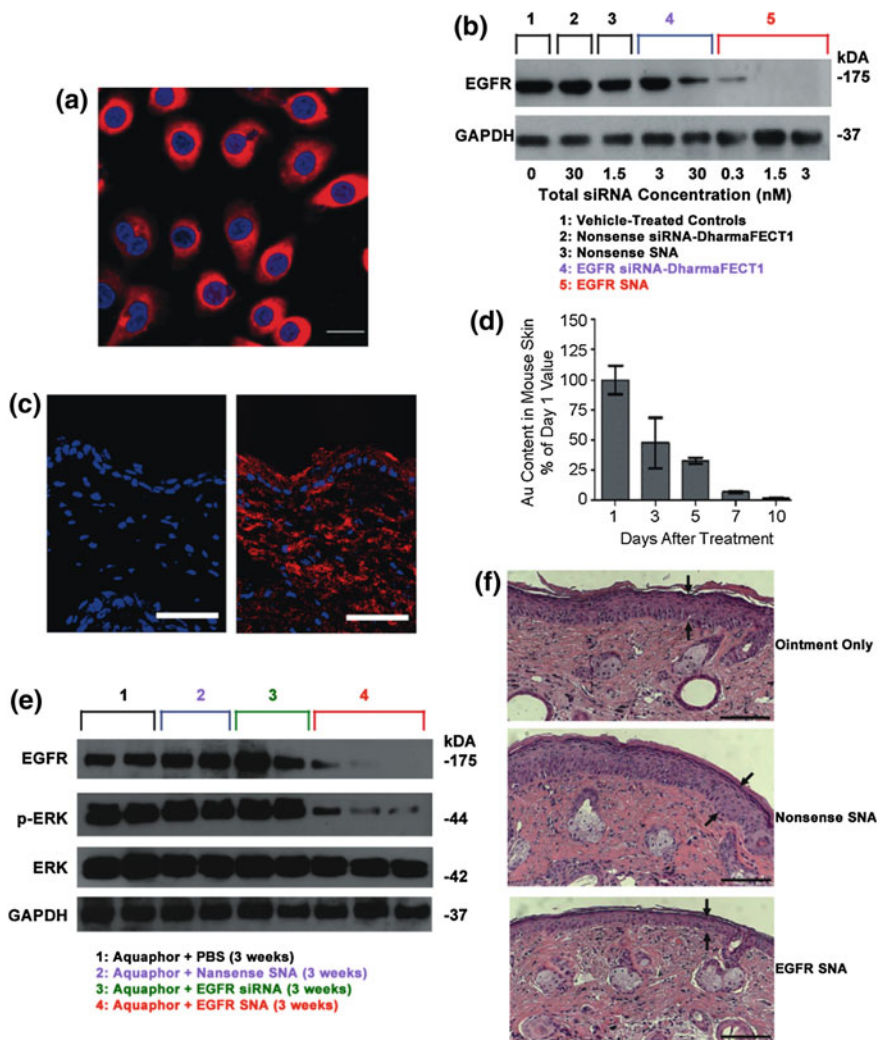 (a)
(b)
1 2 3 4 5
kDA
EGFR -175
GAPDH -37
0 30 1.5 3 30 0.3 1.5 3
Total siRNA Concentration (nM)
1: Vehicle-Treated Controls
2: Nonsense siRNA-DharmaFECT1
3: Nonsense SNA
4: EGFR siRNA-DharmaFECT1
5: EGFR SNA
(c)
(d)
Au Content in Mouse Skin
% of Day 1 Value
150
125
100
75
50
25
0
1 3 5 7 10
Days After Treatment
(e)
1 2 3 4
kDA
EGFR -175
p-ERK -44
ERK -42
GAPDH -37
1: Aquaphor + PBS (3 weeks)
2: Aquaphor + Nansense SNA (3 weeks)
3: Aquaphor + EGFR siRNA (3 weeks)
4: Aquaphor + EGFR SNA (3 weeks)
(f)
Ointment Only
Nonsense SNA
EGFR SNA